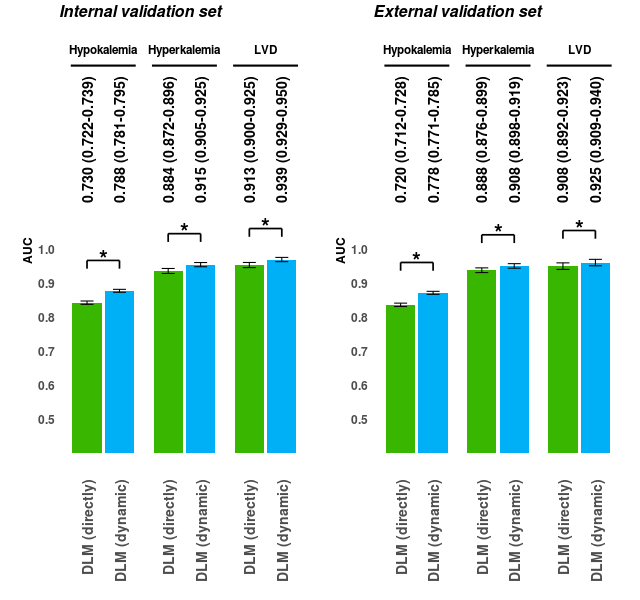 Internal validation set
Hypokalemia Hyperkalemia LVD
0.730 (0.722-0.739)
0.788 (0.781-0.795)
0.884 (0.872-0.896)
0.915 (0.905-0.925)
0.913 (0.900-0.925)
0.939 (0.929-0.950)
AUC
* * *
1.0
0.9
0.8
0.7
0.6
0.5
DLM (directly)
DLM (dynamic)
DLM (directly)
DLM (dynamic)
DLM (directly)
DLM (dynamic)
External validation set
Hypokalemia Hyperkalemia LVD
0.720 (0.712-0.728)
0.778 (0.771-0.785)
0.888 (0.876-0.899)
0.908 (0.898-0.919)
0.908 (0.892-0.923)
0.925 (0.909-0.940)
AUC
* * *
1.0
0.9
0.8
0.7
0.6
0.5
DLM (directly)
DLM (dynamic)
DLM (directly)
DLM (dynamic)
DLM (directly)
DLM (dynamic)